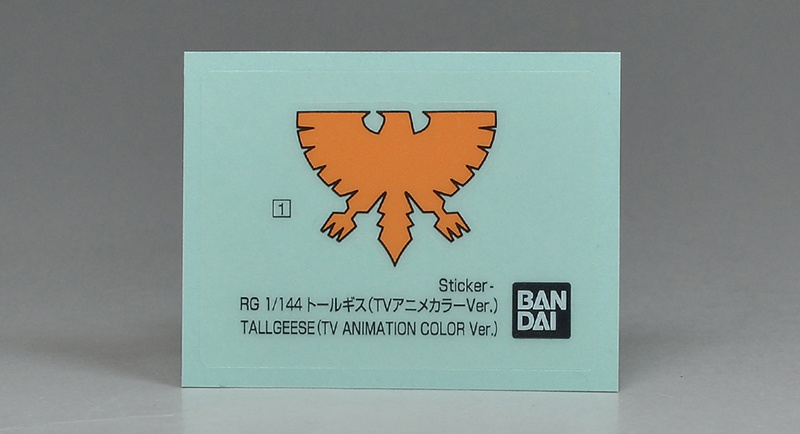 1
Sticker-
RG 1/144 トールギス(TVアニメカラーVer.)
TALLGEESE(TV ANIMATION COLOR Ver.)
BAN
DAI